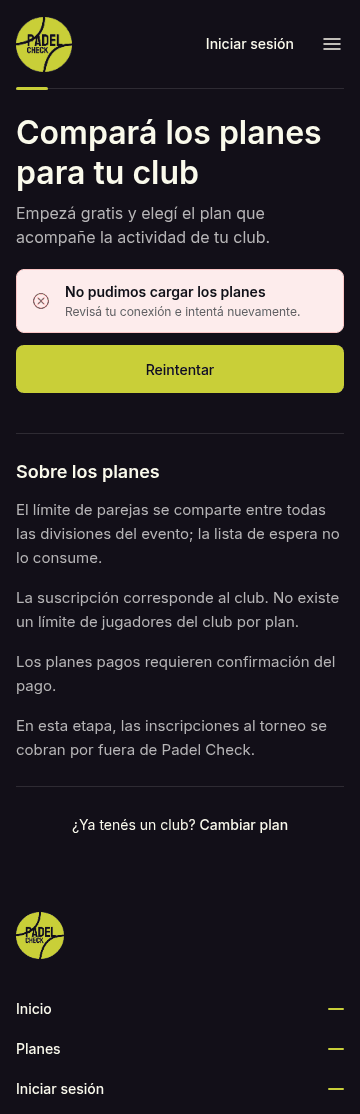 PADEL
CHECK
Iniciar sesión
Compará los planes
para tu club
Empezá gratis y elegí el plan que
acompañe la actividad de tu club.
No pudimos cargar los planes
Revisá tu conexión e intentá nuevamente.
Reintentar
Sobre los planes
El límite de parejas se comparte entre todas
las divisiones del evento; la lista de espera no
lo consume.
La suscripción corresponde al club. No existe
un límite de jugadores del club por plan.
Los planes pagos requieren confirmación del
pago.
En esta etapa, las inscripciones al torneo se
cobran por fuera de Padel Check.
¿Ya tenés un club? Cambiar plan
PADEL
CHECK
Inicio
Planes
Iniciar sesión